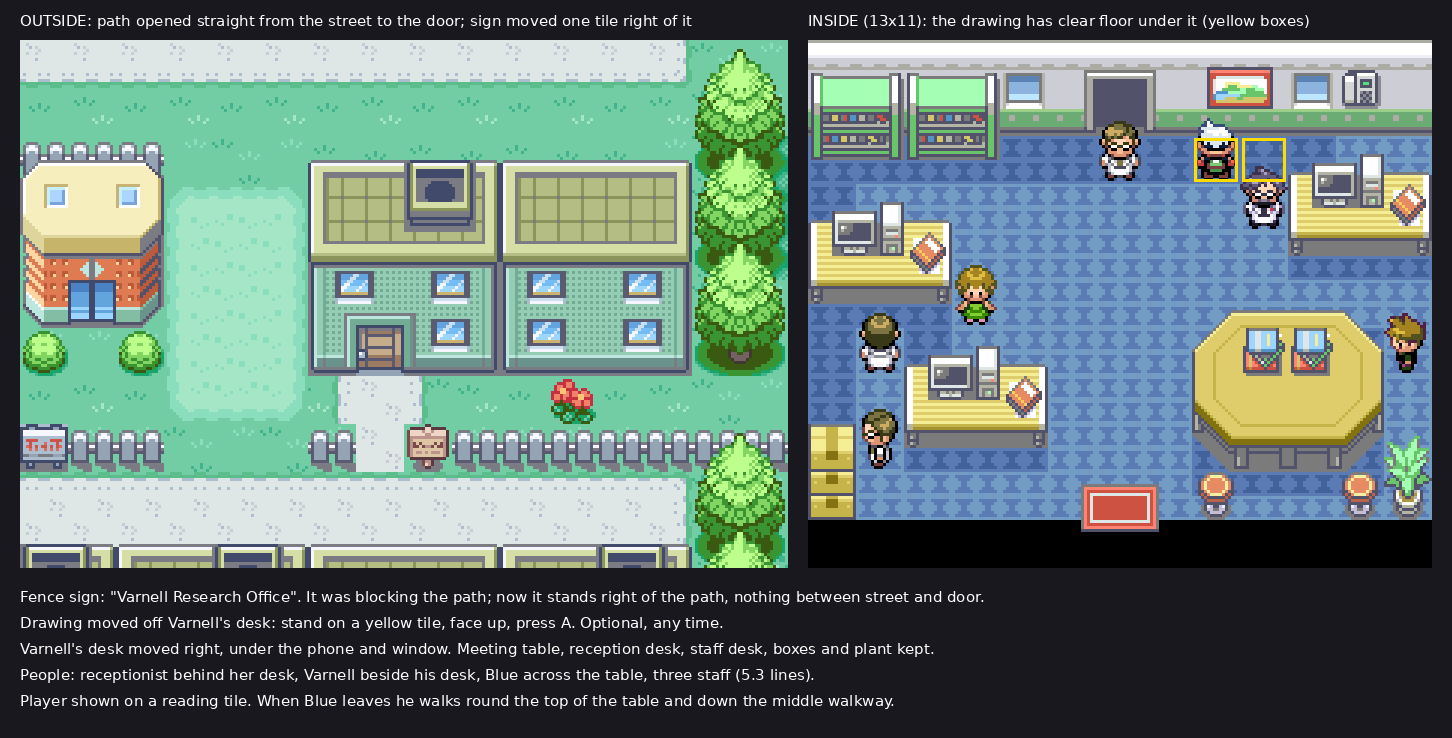 OUTSIDE: path opened straight from the street to the door; sign moved one tile right of it
INSIDE (13x11): the drawing has clear floor under it (yellow boxes)
Fence sign: "Varnell Research Office". It was blocking the path; now it stands right of the path, nothing between street and door.
Drawing moved off Varnell's desk: stand on a yellow tile, face up, press A. Optional, any time.
Varnell's desk moved right, under the phone and window. Meeting table, reception desk, staff desk, boxes and plant kept.
People: receptionist behind her desk, Varnell beside his desk, Blue across the table, three staff (5.3 lines).
Player shown on a reading tile. When Blue leaves he walks round the top of the table and down the middle walkway.